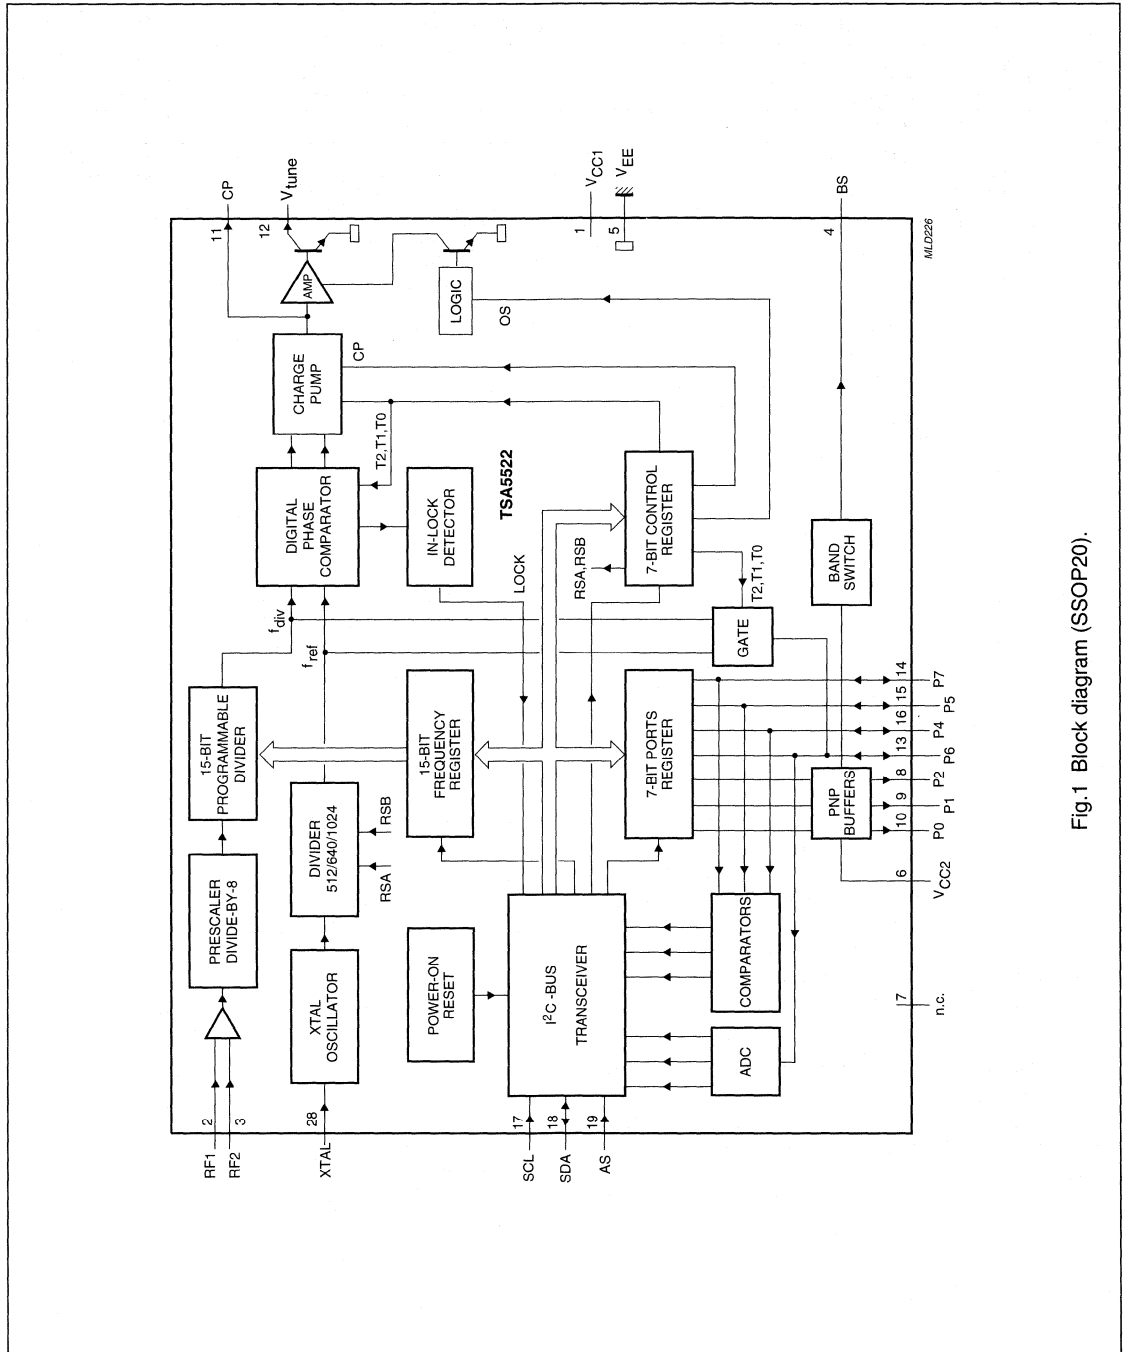 RF1
RF2
2
3
PRESCALER
DIVIDE-BY-8
15-BIT
PROGRAMMABLE
DIVIDER
fdiv
DIGITAL
PHASE
COMPARATOR
CHARGE
PUMP
AMP
11
CP
12
Vtune
XTAL
28
XTAL
OSCILLATOR
DIVIDER
512/640/1024
RSA
RSB
fref
T2,T1,T0
CP
POWER-ON
RESET
15-BIT
FREQUENCY
REGISTER
IN-LOCK
DETECTOR
LOGIC
OS
LOCK
TSA5522
SCL
17
SDA
18
AS
19
I2C -BUS
TRANSCEIVER
RSA,RSB
1
VCC1
5
VEE
7-BIT PORTS
REGISTER
7-BIT CONTROL
REGISTER
GATE
T2,T1,T0
ADC
COMPARATORS
PNP
BUFFERS
BAND
SWITCH
4
BS
7
n.c.
6
VCC2
10
9
8
13
16
15
14
P0
P1
P2
P6
P4
P5
P7
MLD226
Fig.1 Block diagram (SSOP20).